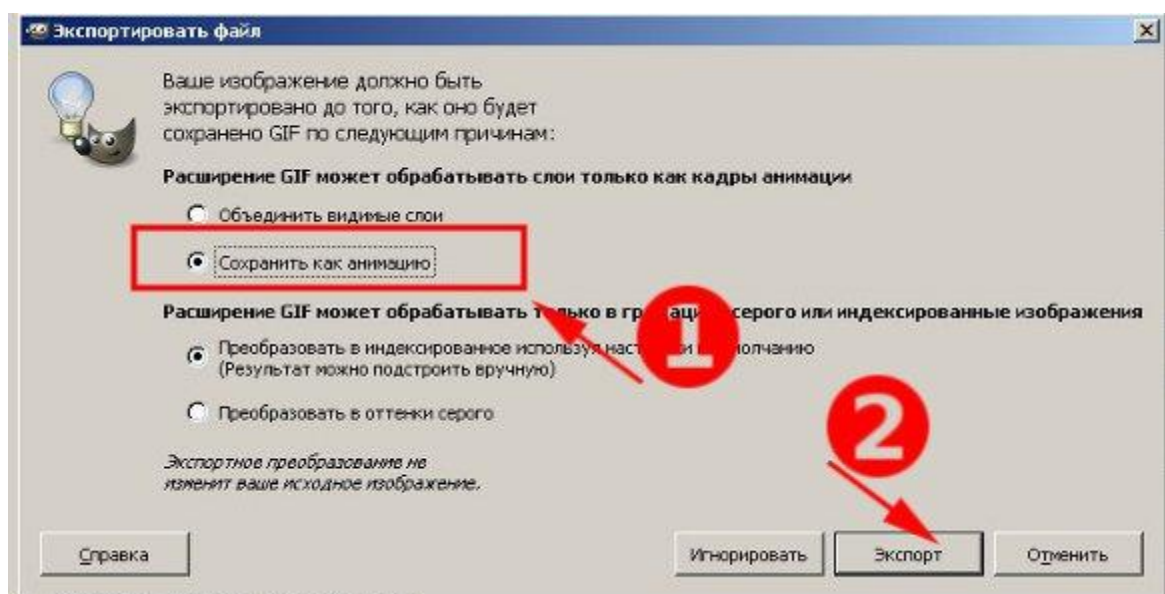 Экспортировать файл
Ваше изображение должно быть
экспортировано до того, как оно будет
сохранено GIF по следующим причинам:
Расширение GIF может обрабатывать слои только как кадры анимации
Объединить видимые слои
Сохранить как анимацию
1
Расширение GIF может обрабатывать только в серого или индексированные изображения
Преобразовать в индексированное используя
(Результат можно подстроить вручную)
Преобразовать в оттенки серого
2
Экспортное преобразование не
изменит ваше исходное изображение.
Справка
Игнорировать
Экспорт
Отменить